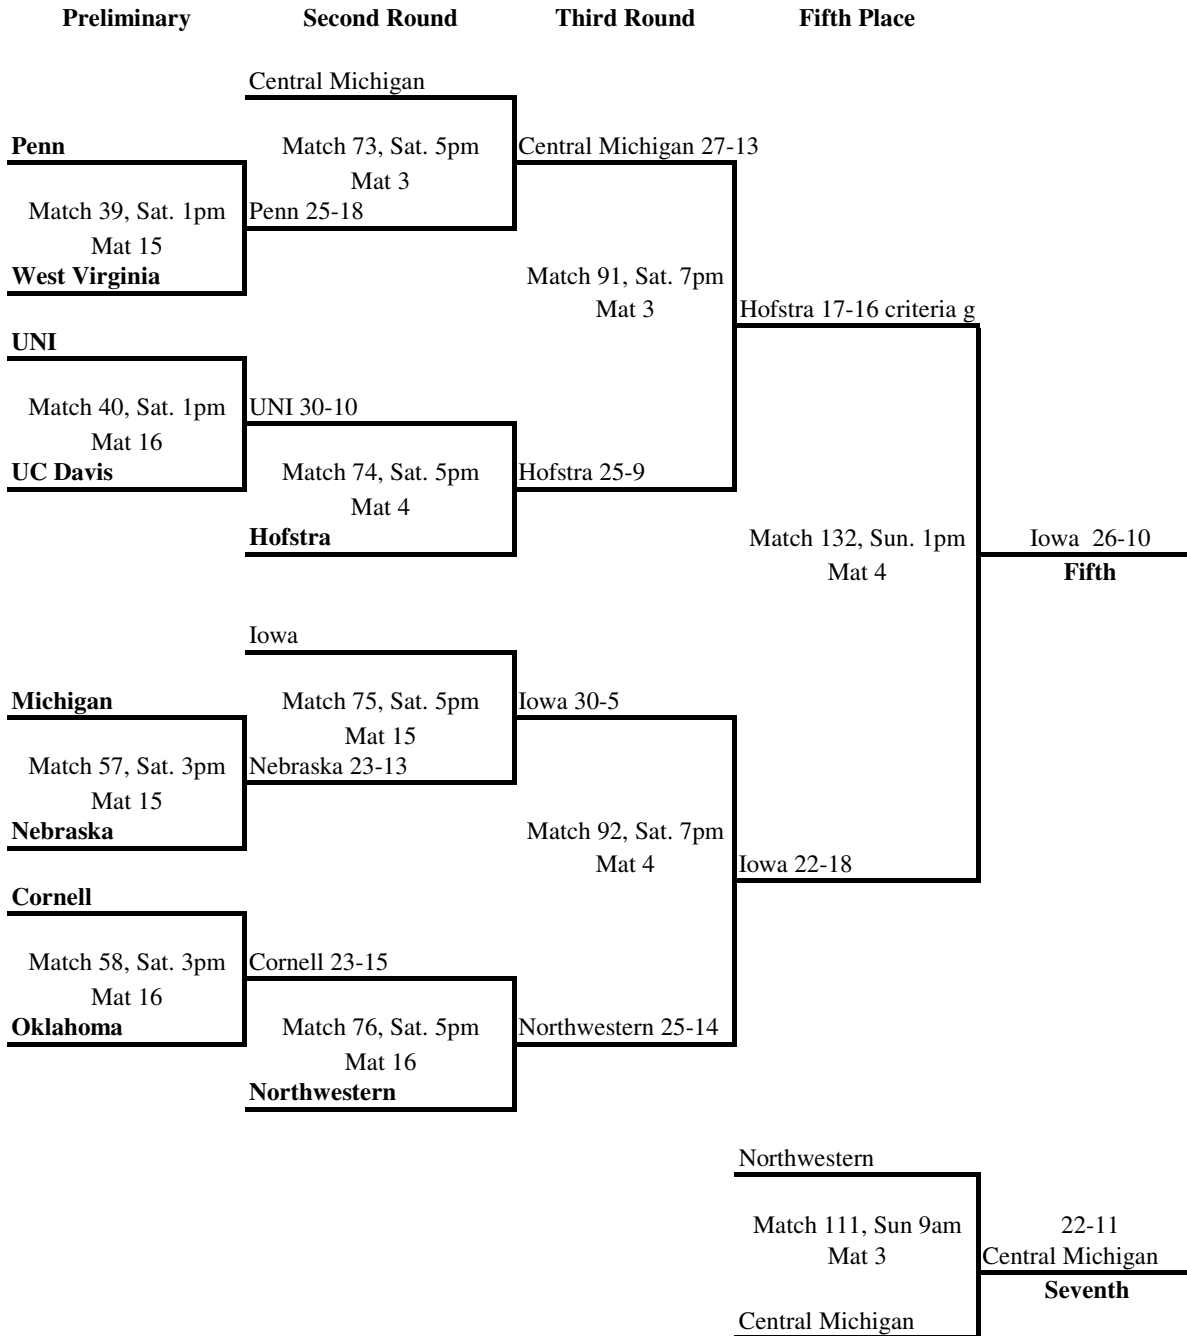 Preliminary Second Round Third Round Fifth Place
Central Michigan
Penn
Match 73, Sat. 5pm
Central Michigan 27-13
Mat 3
Match 39, Sat. 1pm
Penn 25-18
Mat 15
West Virginia
Match 91, Sat. 7pm
Mat 3
Hofstra 17-16 criteria g
UNI
Match 40, Sat. 1pm
UNI 30-10
Mat 16
UC Davis
Match 74, Sat. 5pm
Hofstra 25-9
Mat 4
Hofstra
Match 132, Sun. 1pm
Iowa 26-10
Mat 4
Fifth
Iowa
Michigan
Match 75, Sat. 5pm
Iowa 30-5
Mat 15
Match 57, Sat. 3pm
Nebraska 23-13
Mat 15
Nebraska
Match 92, Sat. 7pm
Mat 4
Iowa 22-18
Cornell
Match 58, Sat. 3pm
Cornell 23-15
Mat 16
Oklahoma
Match 76, Sat. 5pm
Northwestern 25-14
Mat 16
Northwestern
Northwestern
Match 111, Sun 9am
22-11
Mat 3
Central Michigan
Seventh
Central Michigan